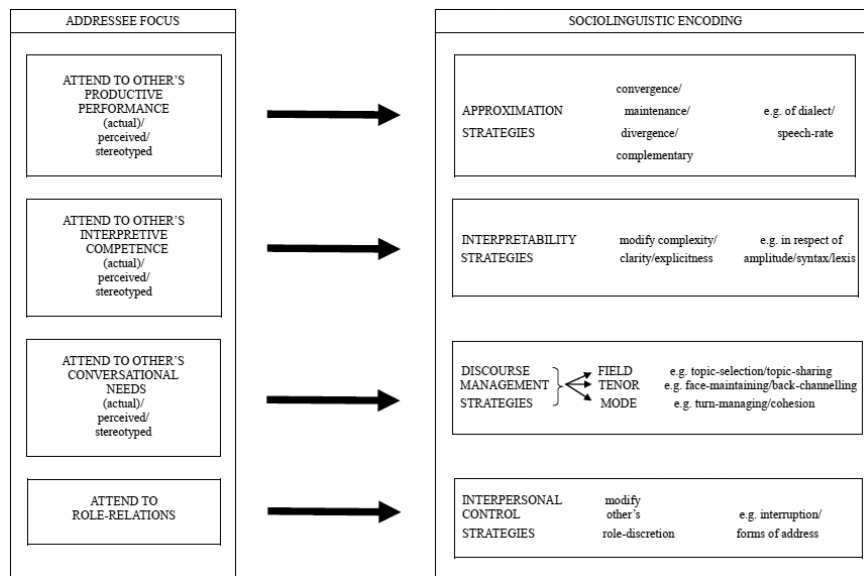 ADDRESSEE FOCUS
ATTEND TO OTHER'S
PRODUCTIVE
PERFORMANCE
(actual)/
perceived/
stereotyped
ATTEND TO OTHER'S
INTERPRETIVE
COMPETENCE
(actual)/
perceived/
stereotyped
ATTEND TO OTHER'S
CONVERSATIONAL
NEEDS
(actual)/
perceived/
stereotyped
ATTEND TO
ROLE-RELATIONS
SOCIOLINGUISTIC ENCODING
convergence/
APPROXIMATION maintenance/ e.g. of dialect/
STRATEGIES divergence/ speech-rate
complementary
INTERPRETABILITY modify complexity/ e.g. in respect of
STRATEGIES clarity/explicitness amplitude/syntax/lexis
DISCOURSE FIELD e.g. topic-selection/topic-sharing
MANAGEMENT TENOR e.g. face-maintaining/back-channelling
STRATEGIES MODE e.g. turn-managing/cohesion
INTERPERSONAL modify
CONTROL other's e.g. interruption/
STRATEGIES role-discretion forms of address